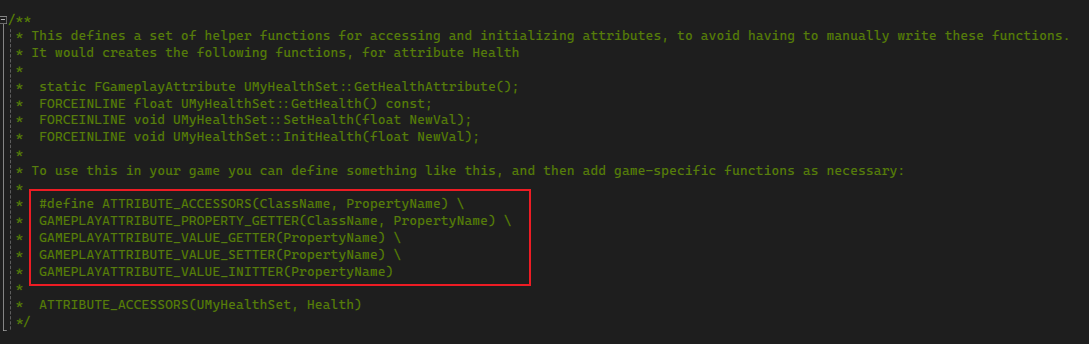 /**
* This defines a set of helper functions for accessing and initializing attributes, to avoid having to manually write these functions.
* It would creates the following functions, for attribute Health
*
*  static FGameplayAttribute UMyHealthSet::GetHealthAttribute();
*  FORCEINLINE float UMyHealthSet::GetHealth() const;
*  FORCEINLINE void UMyHealthSet::SetHealth(float NewVal);
*  FORCEINLINE void UMyHealthSet::InitHealth(float NewVal);
*
* To use this in your game you can define something like this, and then add game-specific functions as necessary:
*
*  #define ATTRIBUTE_ACCESSORS(ClassName, PropertyName) \
*  GAMEPLAYATTRIBUTE_PROPERTY_GETTER(ClassName, PropertyName) \
*  GAMEPLAYATTRIBUTE_VALUE_GETTER(PropertyName) \
*  GAMEPLAYATTRIBUTE_VALUE_SETTER(PropertyName) \
*  GAMEPLAYATTRIBUTE_VALUE_INITTER(PropertyName)
*
*  ATTRIBUTE_ACCESSORS(UMyHealthSet, Health)
*/